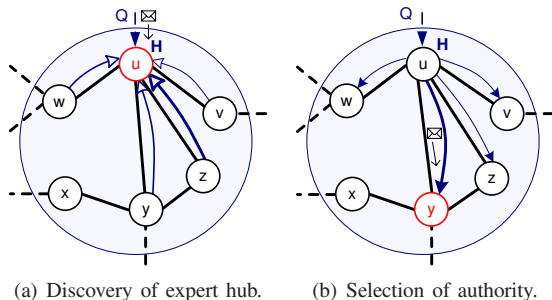 Q
H
u
w
v
z
x
y
Q
H
u
w
v
z
x
y
(a) Discovery of expert hub.
(b) Selection of authority.